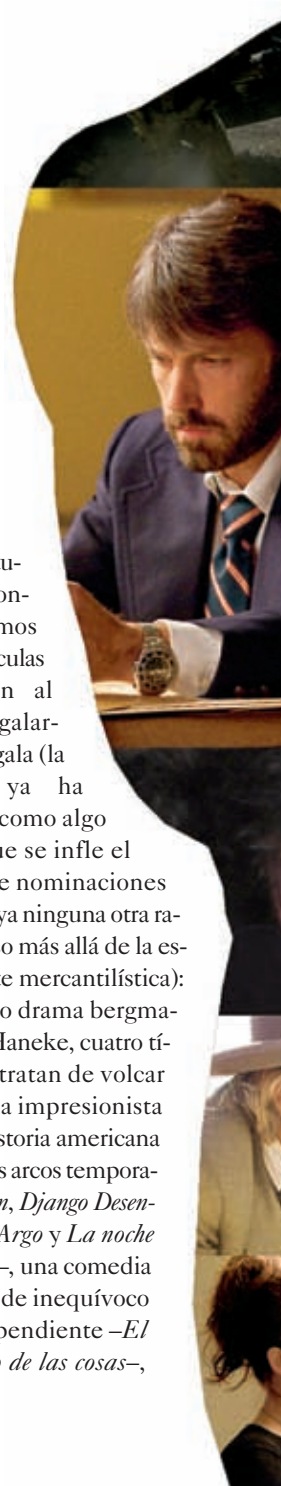 tu-
on-
mos
culas
n al
galar-
gala (la
ya ha
como algo
ue se infle el
e nominaciones
ya ninguna otra ra-
o más allá de la es-
te mercantilística):
o drama bergma-
Haneke, cuatro tí-
tratan de volcar
a impresionista
storia americana
s arcos tempora-
n, Django Desen-
Argo y La noche
–, una comedia
de inequívoco
pendiente –El
o de las cosas–,